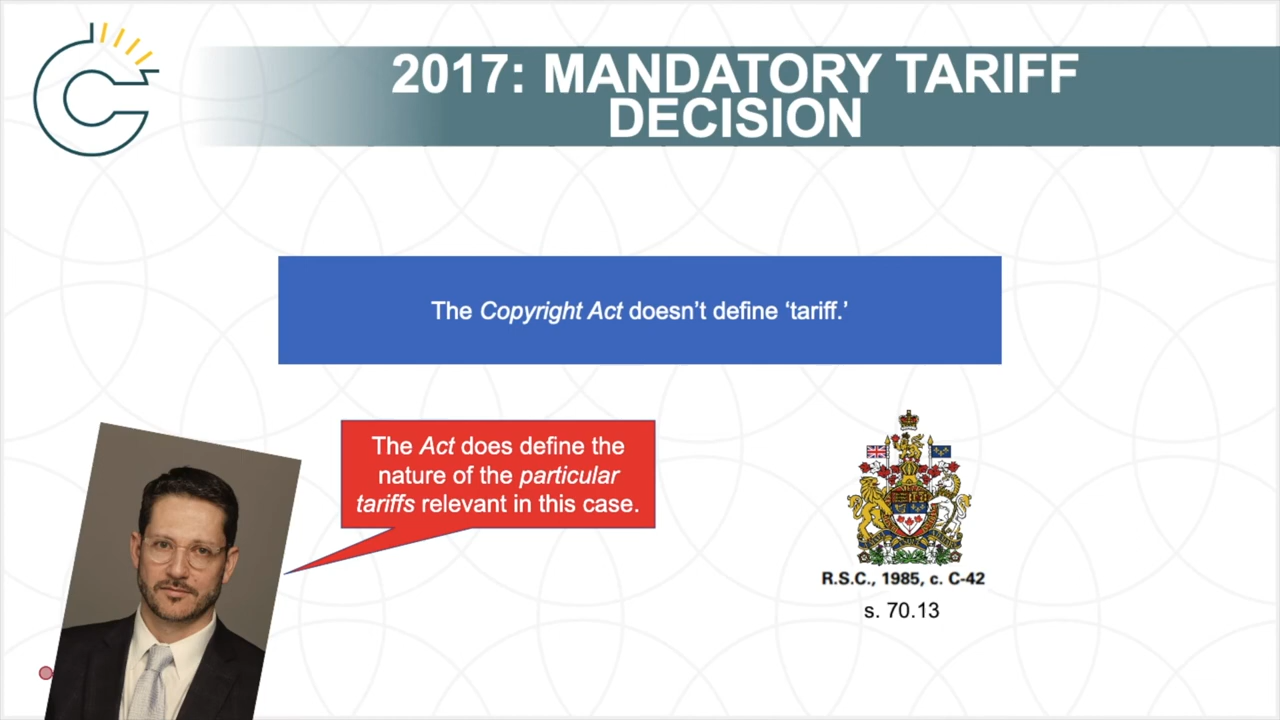 2017: MANDATORY TARIFF
DECISION
The Copyright Act doesn’t define ‘tariff.’
The Act does define the
nature of the particular
tariffs relevant in this case.
R.S.C., 1985, c. C-42
s. 70.13